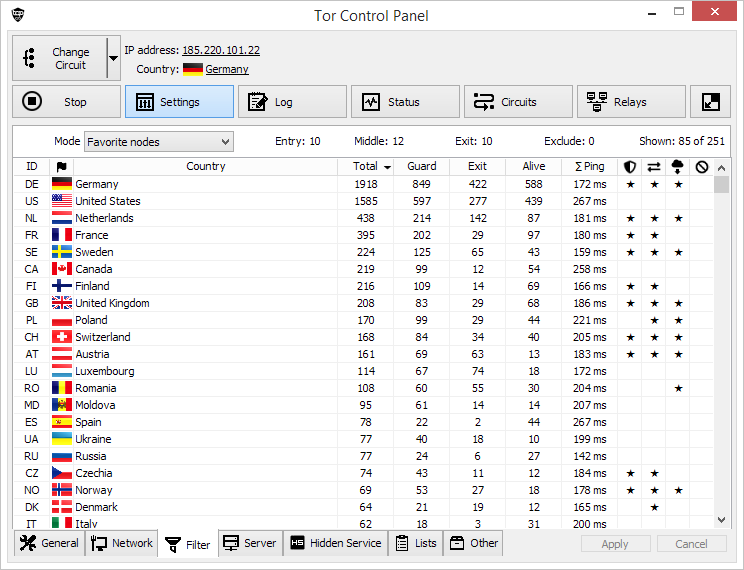 Tor Control Panel
Change Circuit
IP address: 185.220.101.22
Country: Germany
Stop Settings Log Status Circuits Relays
Mode Favorite nodes Entry: 10 Middle: 12 Exit: 10 Exclude: 0 Shown: 85 of 251
ID Country Total Guard Exit Alive Σ Ping
DE Germany 1918 849 422 588 172 ms ★ ★ ★
US United States 1585 597 277 439 267 ms
NL Netherlands 438 214 142 87 181 ms ★ ★ ★
FR France 395 202 29 97 180 ms ★ ★
SE Sweden 224 125 65 43 159 ms ★ ★ ★
CA Canada 219 99 12 54 258 ms
FI Finland 216 109 14 69 166 ms ★ ★
GB United Kingdom 208 83 29 68 186 ms ★ ★ ★
PL Poland 170 99 29 44 221 ms ★ ★
CH Switzerland 168 84 34 40 205 ms ★ ★ ★
AT Austria 161 69 63 13 183 ms ★ ★ ★
LU Luxembourg 114 67 74 18 172 ms
RO Romania 108 60 55 30 204 ms ★
MD Moldova 95 61 14 14 207 ms
ES Spain 78 22 2 44 267 ms
UA Ukraine 77 40 18 10 199 ms
RU Russia 77 24 6 27 142 ms
CZ Czechia 74 43 11 12 184 ms ★ ★
NO Norway 69 53 27 18 178 ms ★ ★ ★
DK Denmark 64 21 19 12 165 ms ★
IT Italy 62 18 3 31 200 ms
General Network Filter Server HS Hidden Service Lists Other Apply Cancel